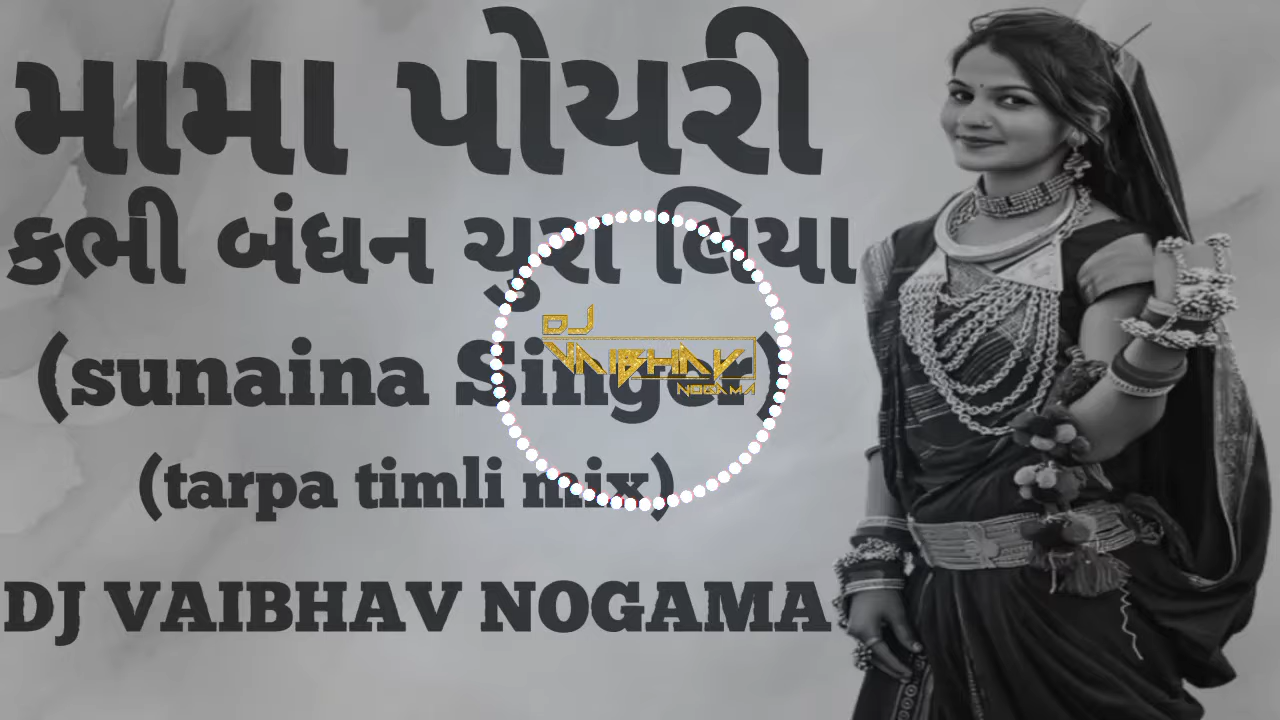 મામા પોયરી
કભી બંધન ચુરા લિયા
(sunaina Singer)
DJ
VAIBHAV
NOGAMA
(tarpa timli mix)
DJ VAIBHAV NOGAMA